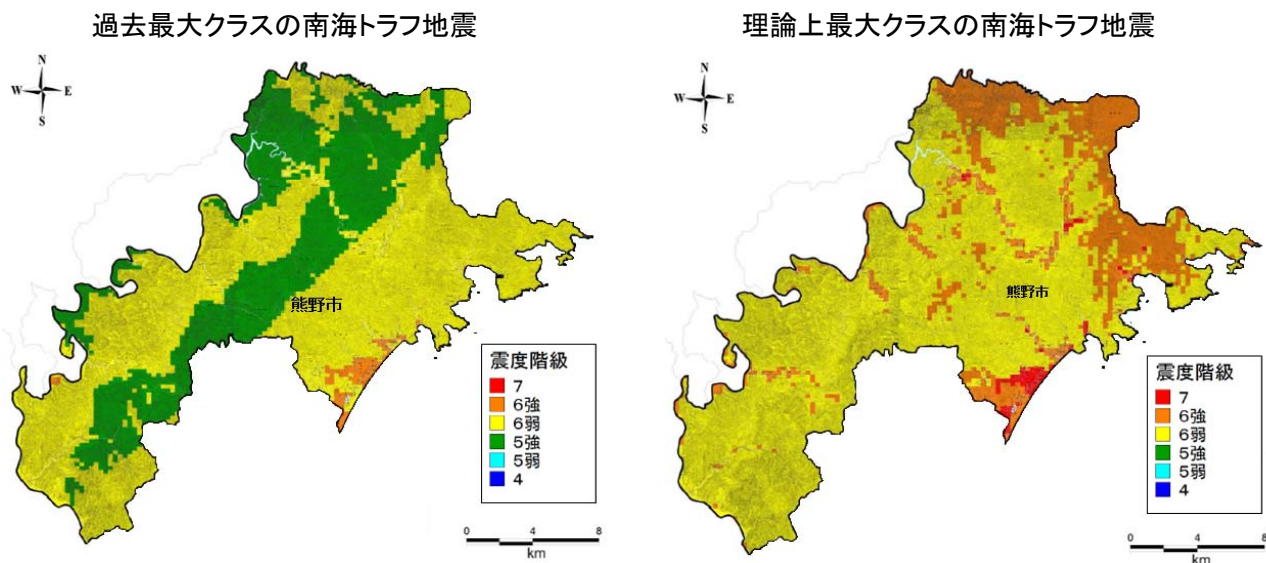 過去最大クラスの南海トラフ地震
N
W
E
S
熊野市
震度階級
7
6強
6弱
5強
5弱
4
0 4 8
km
理論上最大クラスの南海トラフ地震
N
W
E
S
熊野市
震度階級
7
6強
6弱
5強
5弱
4
0 4 8
km